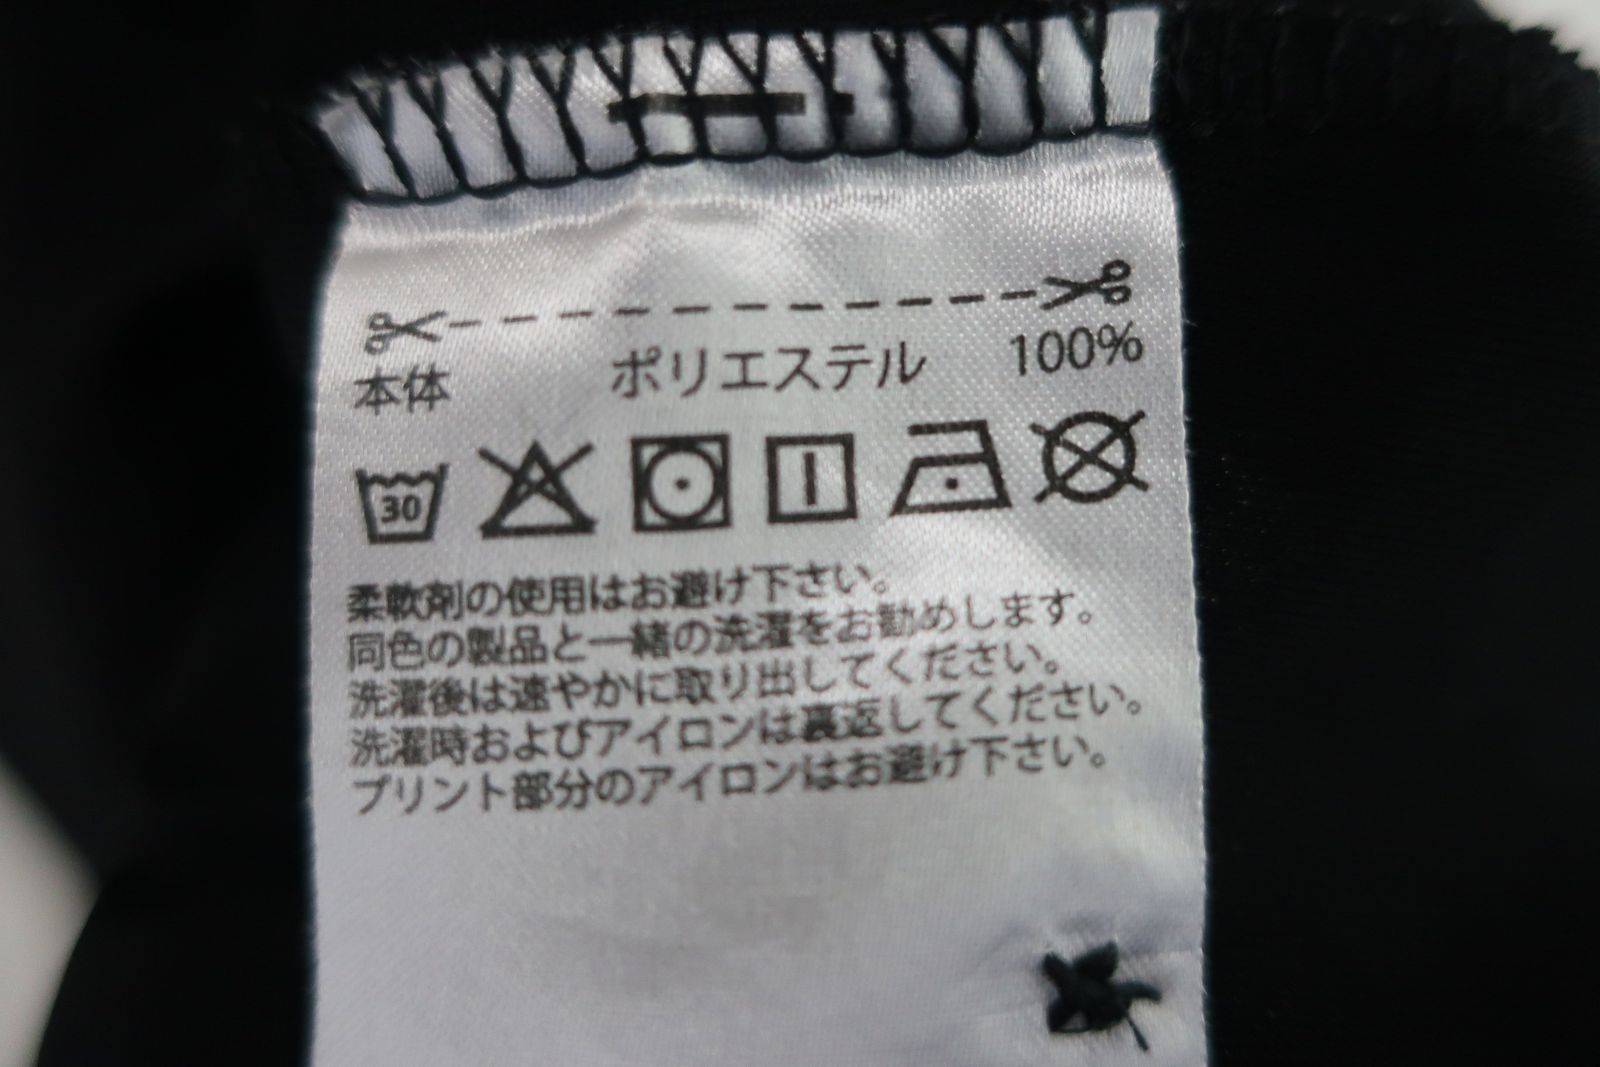 本体 ポリエステル 100%
30
柔軟剤の使用はお避け下さい。
同色の製品と一緒の洗濯をお勧めします。
洗濯後は速やかに取り出してください。
洗濯時およびアイロンは裏返してください。
プリント部分のアイロンはお避け下さい。